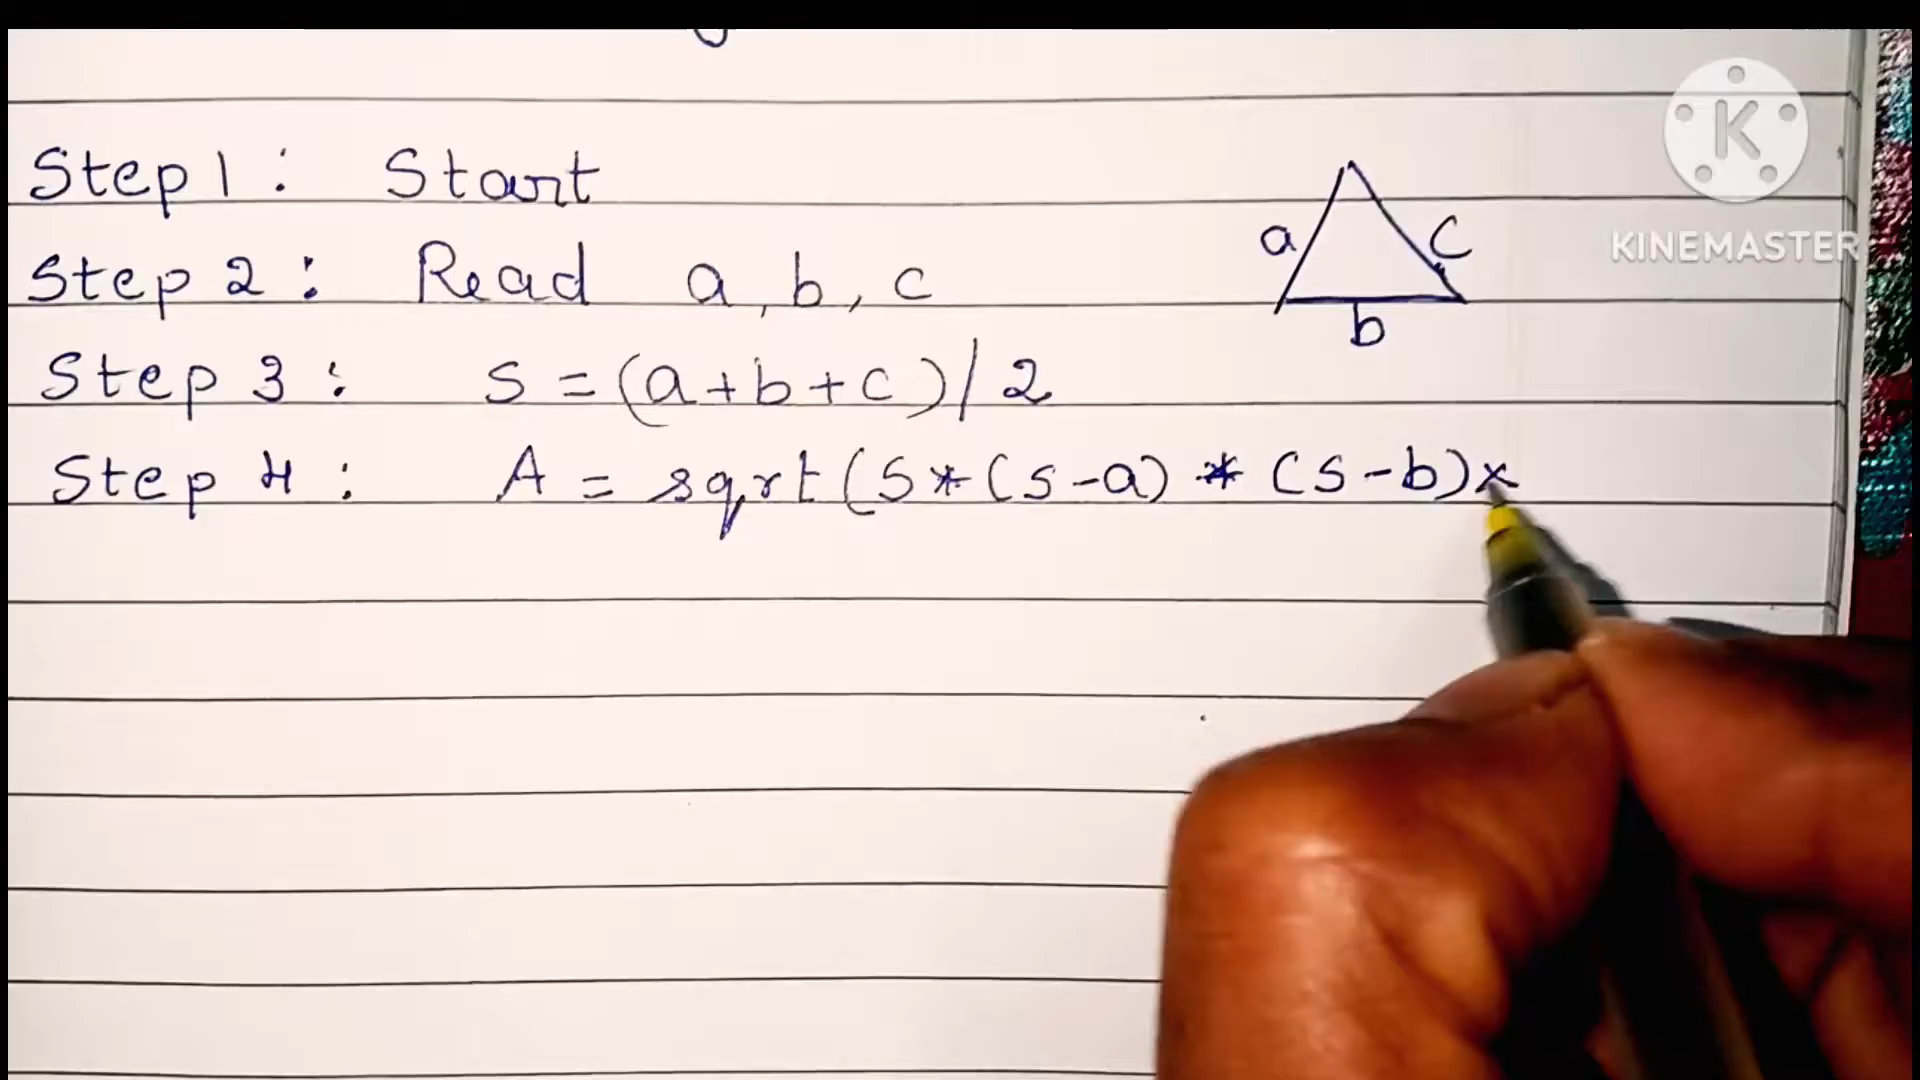 Step 1 : Start
Step 2 : Read a, b, c
Step 3 : S = (a+b+c)/2
Step 4 : A = sqrt(S*(s-a) * (S-b)*
a
c
b
K
KINEMASTER